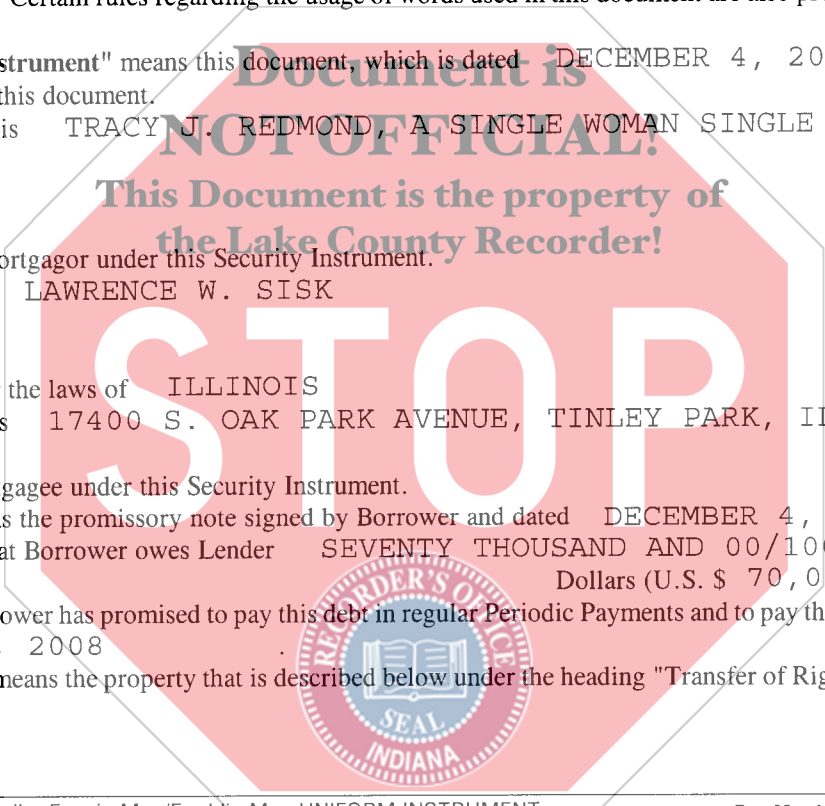 Certain rules regarding the usage of words used in this document are also
strument" means this document, which is dated DECEMBER 4, 20
Document is
this document.
is TRACY J. REDMOND, A SINGLE WOMAN SINGLE
NOT OFFICIAL!
This Document is the property of
the Lake County Recorder!
ortgagor under this Security Instrument.
LAWRENCE W. SISK
STOP
the laws of ILLINOIS
s 17400 S. OAK PARK AVENUE, TINLEY PARK, IL
gagee under this Security Instrument.
s the promissory note signed by Borrower and dated DECEMBER 4,
at Borrower owes Lender SEVENTY THOUSAND AND 00/100
Dollars (U.S. $ 70,0
ower has promised to pay this debt in regular Periodic Payments and to pay th
2008 .
means the property that is described below under the heading "Transfer of Rig
RECORDER'S OFFICE
SEAL
INDIANA
UNIFORM INSTRUMENT